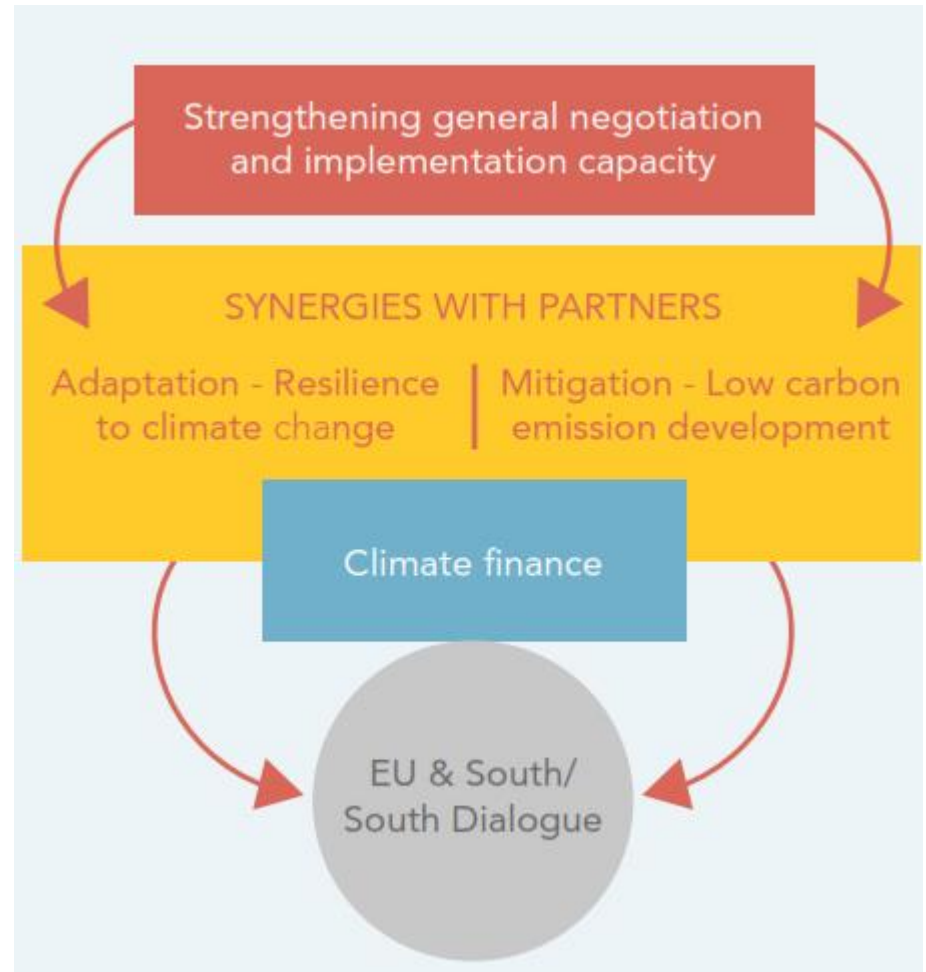 Strengthening general negotiation
and implementation capacity
SYNERGIES WITH PARTNERS
Adaptation - Resilience
to climate change
Mitigation - Low carbon
emission development
Climate finance
EU & South/
South Dialogue